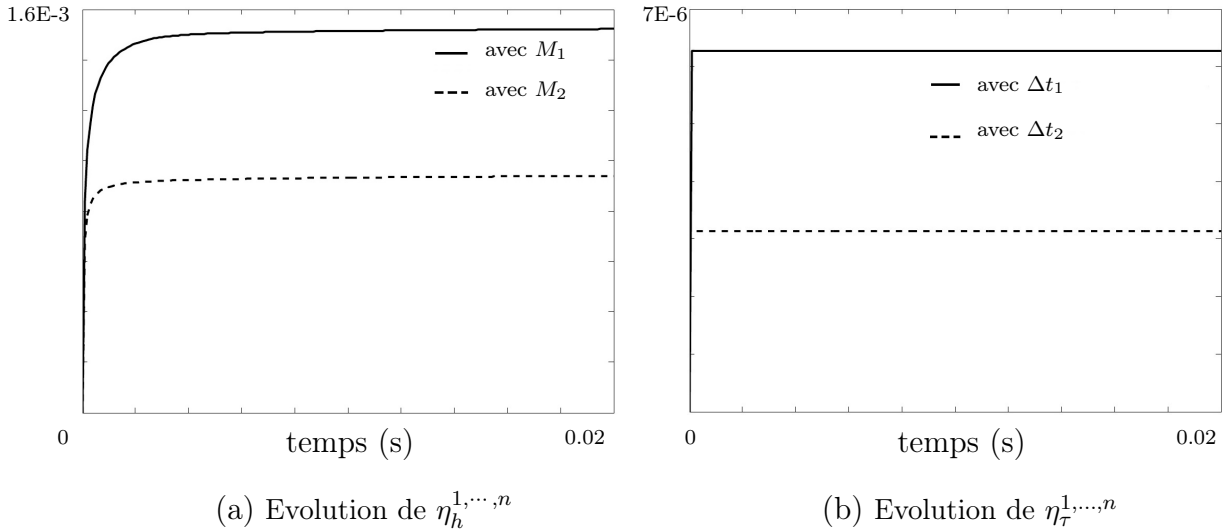 1.6E-3
avec M₁
avec M₂
0
temps (s)
0.02
(a) Evolution de η_h^{1,⋯,n}
7E-6
avec Δt₁
avec Δt₂
0
temps (s)
0.02
(b) Evolution de η_τ^{1,...,n}